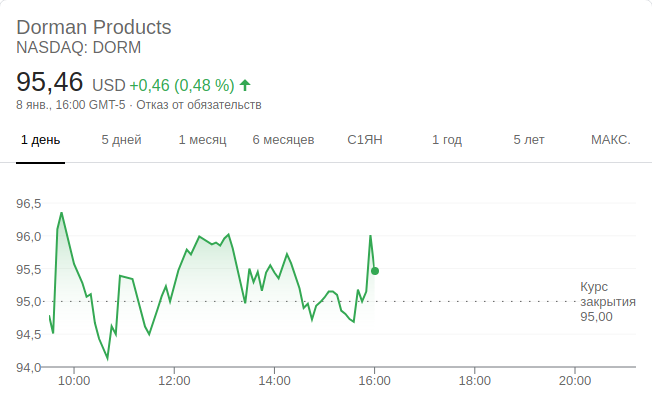 Dorman Products
NASDAQ: DORM
95,46 USD +0,46 (0,48 %) ↑
8 янв., 16:00 GMT-5 · Отказ от обязательств
1 день 5 дней 1 месяц 6 месяцев С1ЯН 1 год 5 лет МАКС.
96,5
96,0
95,5
95,0
94,5
94,0
Курс
закрытия
95,00
10:00 12:00 14:00 16:00 18:00 20:00